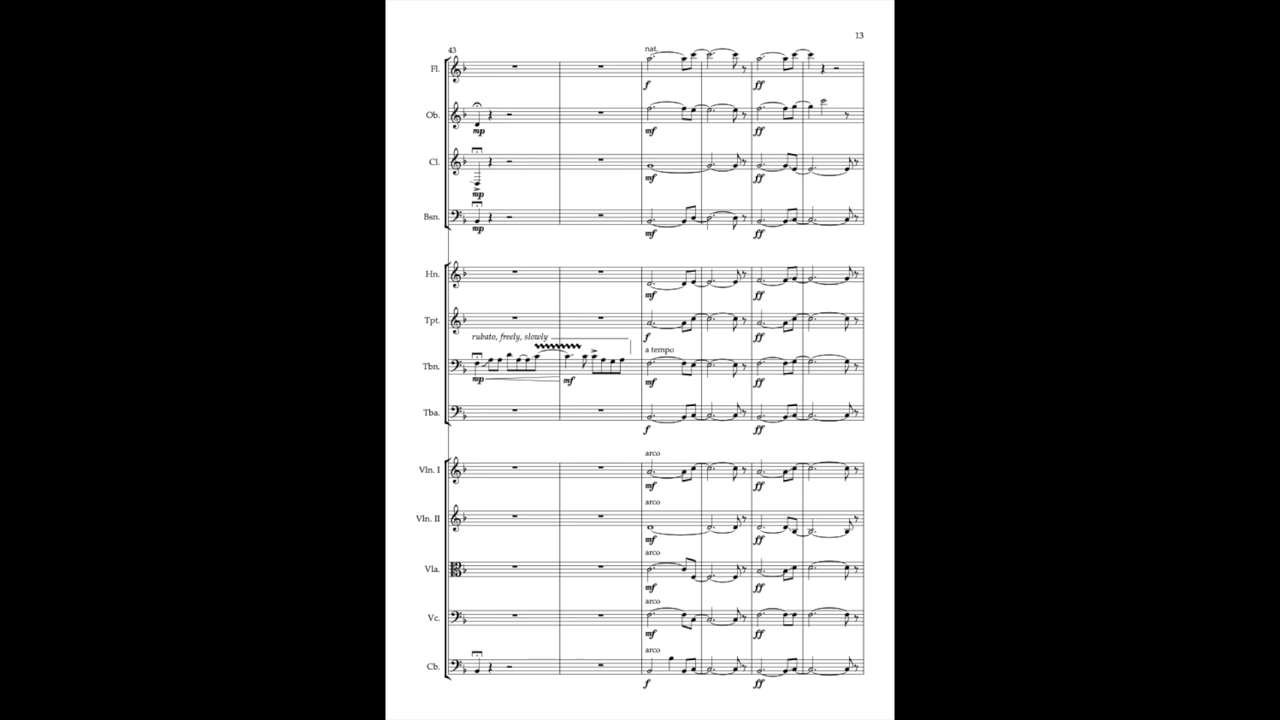 13
43
nat.
Fl.
f
ff
Ob.
mp
mf
ff
Cl.
mp
mf
ff
Bsn.
mp
mf
ff
Hn.
mf
ff
Tpt.
f
ff
rubato, freely, slowly
a tempo
Tbn.
mp
mf
mf
ff
Tba.
f
ff
arco
Vln. I
mf
ff
arco
Vln. II
mf
ff
arco
Vla.
mf
ff
arco
Vc.
mf
ff
arco
Cb.
f
ff